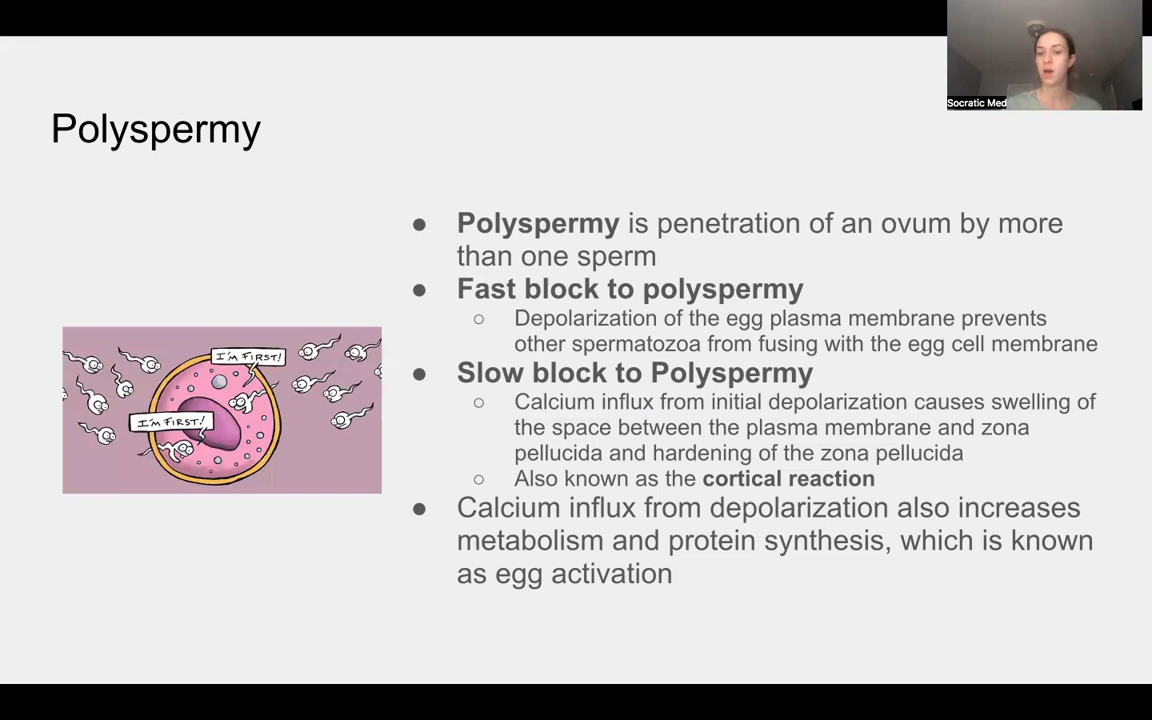 Socratic Med
Polyspermy
● Polyspermy is penetration of an ovum by more
than one sperm
● Fast block to polyspermy
○ Depolarization of the egg plasma membrane prevents
other spermatozoa from fusing with the egg cell membrane
● Slow block to Polyspermy
○ Calcium influx from initial depolarization causes swelling of
the space between the plasma membrane and zona
pellucida and hardening of the zona pellucida
○ Also known as the cortical reaction
● Calcium influx from depolarization also increases
metabolism and protein synthesis, which is known
as egg activation
I'M FIRST!
I'M FIRST!